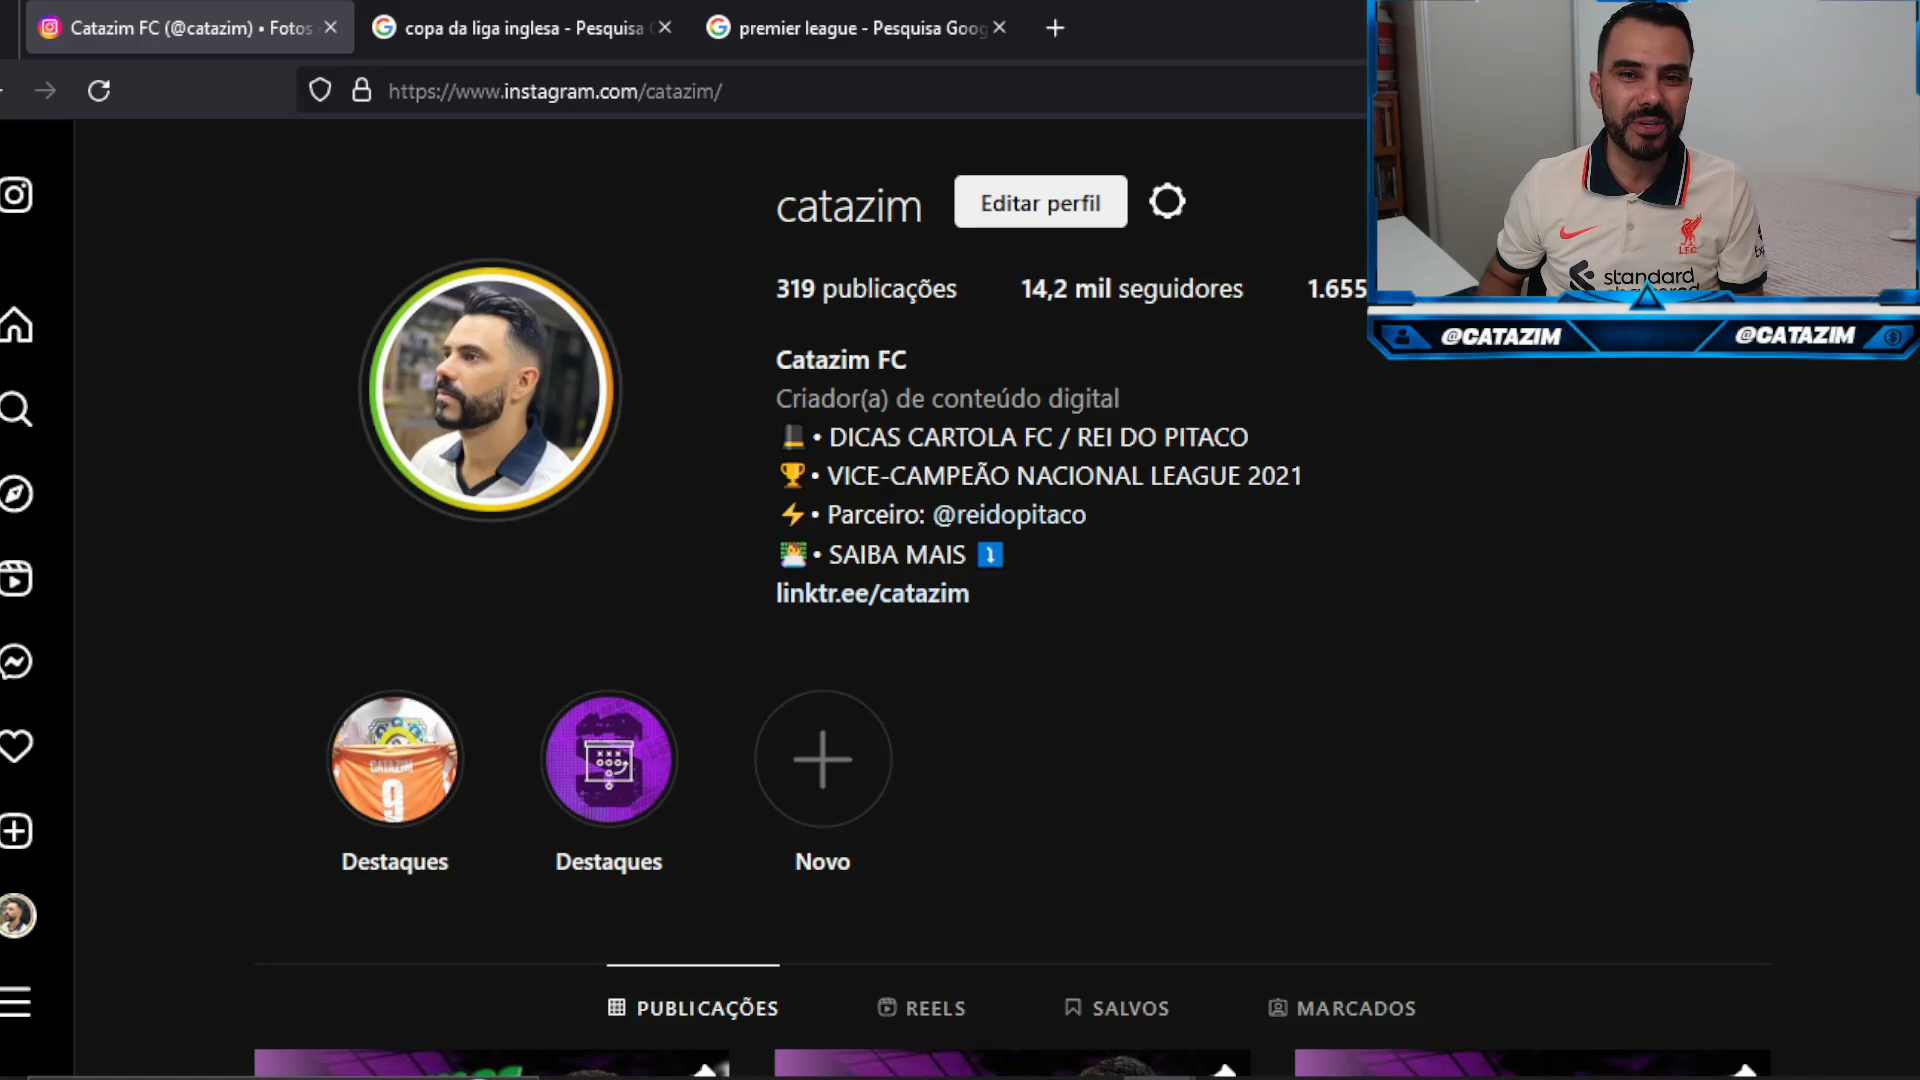 Catazim FC (@catazim) • Fotos
copa da liga inglesa - Pesquisa
premier league - Pesquisa Goog
https://www.instagram.com/catazim/
catazim
Editar perfil
319 publicações
14,2 mil seguidores
1.655
Catazim FC
Criador(a) de conteúdo digital
• DICAS CARTOLA FC / REI DO PITACO
• VICE-CAMPEÃO NACIONAL LEAGUE 2021
• Parceiro: @reidopitaco
• SAIBA MAIS
linktr.ee/catazim
CATAZIM
9
Destaques
Destaques
Novo
PUBLICAÇÕES
REELS
SALVOS
MARCADOS
L.F.C.
standard
@CATAZIM
@CATAZIM